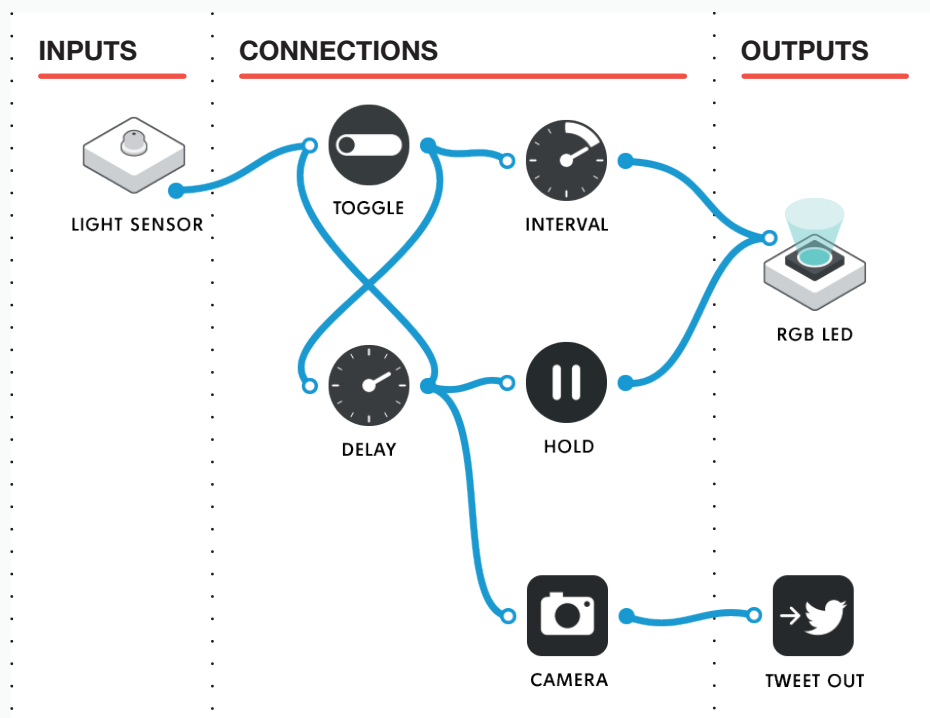 INPUTS
CONNECTIONS
OUTPUTS
LIGHT SENSOR
TOGGLE
INTERVAL
RGB LED
DELAY
HOLD
CAMERA
TWEET OUT